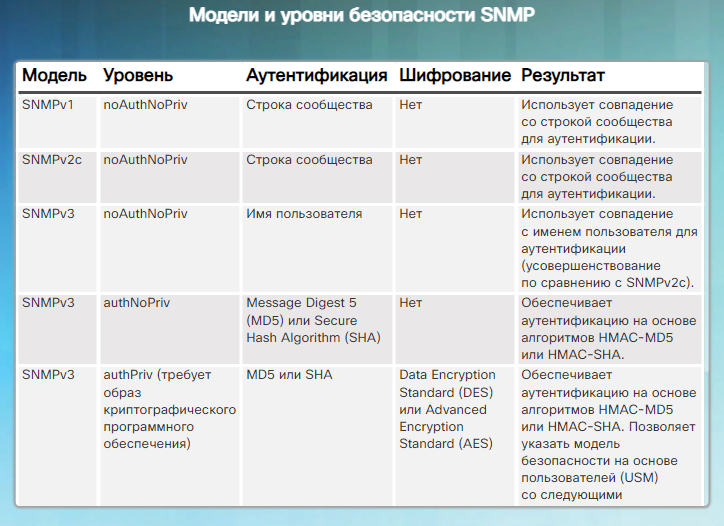 Модели и уровни безопасности SNMP
Модель Уровень Аутентификация Шифрование Результат
SNMPv1 noAuthNoPriv Строка сообщества Нет Использует совпадение
со строкой сообщества
для аутентификации.
SNMPv2c noAuthNoPriv Строка сообщества Нет Использует совпадение
со строкой сообщества
для аутентификации.
SNMPv3 noAuthNoPriv Имя пользователя Нет Использует совпадение
с именем пользователя для
аутентификации
(усовершенствование
по сравнению с SNMPv2c).
SNMPv3 authNoPriv Message Digest 5 Нет Обеспечивает
(MD5) или Secure аутентификацию на основе
Hash Algorithm (SHA) алгоритмов HMAC-MD5
или HMAC-SHA.
SNMPv3 authPriv (требует MD5 или SHA Data Encryption Обеспечивает
образ Standard (DES) аутентификацию на основе
криптографического или Advanced алгоритмов HMAC-MD5
программного Encryption или HMAC-SHA. Позволяет
обеспечения) Standard (AES) указать модель
безопасности на основе
пользователей (USM)
со следующими